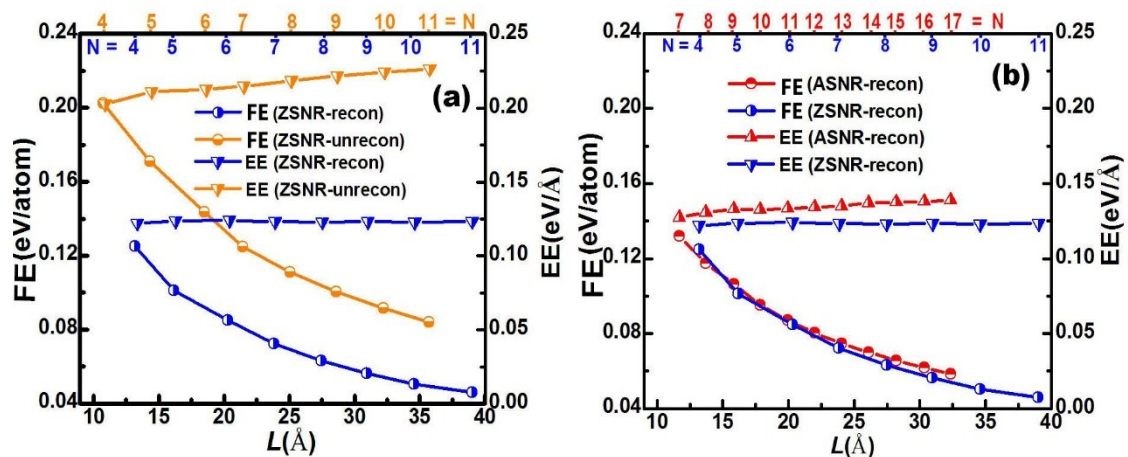 4 5 6 7 8 9 10 11 = N
N = 4 5 6 7 8 9 10 11
0.24
0.20
0.16
0.12
0.08
0.04
FE(eV/atom)
(a)
FE (ZSNR-recon)
FE (ZSNR-unrecon)
EE (ZSNR-recon)
EE (ZSNR-unrecon)
0.25
0.20
0.15
0.10
0.05
0.00
EE(eV/Å)
10 15 20 25 30 35 40
L(Å)
7 8 9 10 11 12 13 14 15 16 17 = N
N = 4 5 6 7 8 9 10 11
0.24
0.20
0.16
0.12
0.08
0.04
FE(eV/atom)
(b)
FE (ASNR-recon)
FE (ZSNR-recon)
EE (ASNR-recon)
EE (ZSNR-recon)
0.25
0.20
0.15
0.10
0.05
0.00
EE(eV/Å)
10 15 20 25 30 35 40
L(Å)